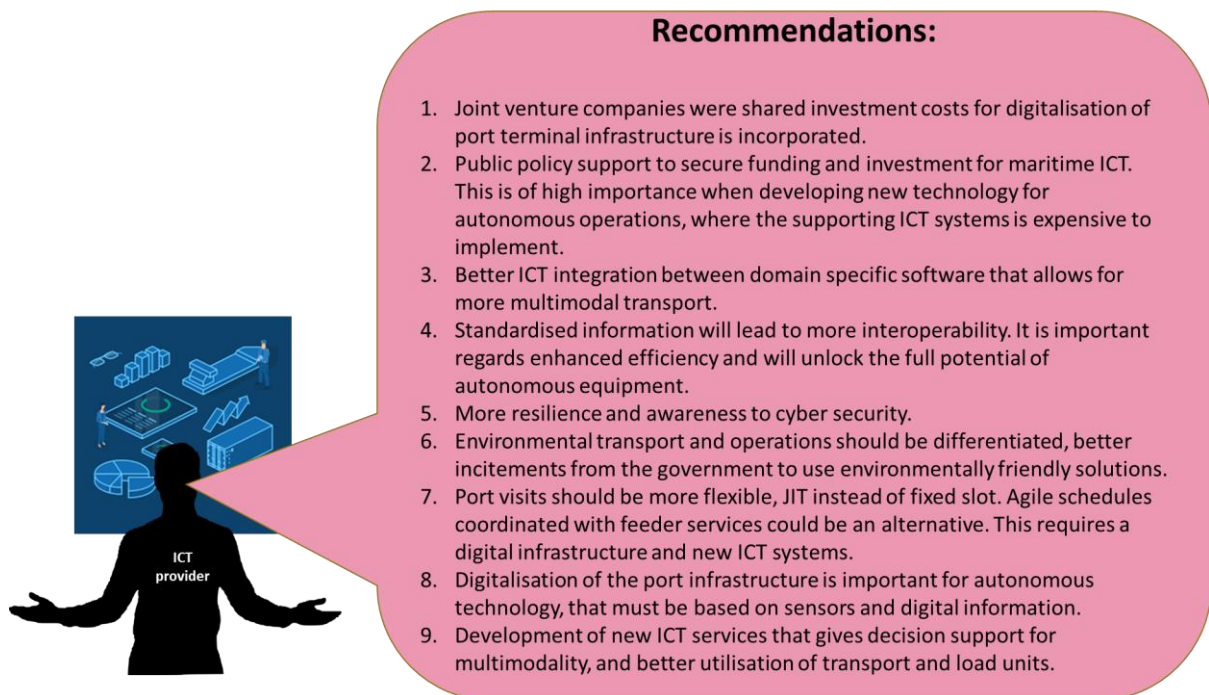 Recommendations:
1. Joint venture companies were shared investment costs for digitalisation of
port terminal infrastructure is incorporated.
2. Public policy support to secure funding and investment for maritime ICT.
This is of high importance when developing new technology for
autonomous operations, where the supporting ICT systems is expensive to
implement.
3. Better ICT integration between domain specific software that allows for
more multimodal transport.
4. Standardised information will lead to more interoperability. It is important
regards enhanced efficiency and will unlock the full potential of
autonomous equipment.
5. More resilience and awareness to cyber security.
6. Environmental transport and operations should be differentiated, better
incitements from the government to use environmentally friendly solutions.
7. Port visits should be more flexible, JIT instead of fixed slot. Agile schedules
coordinated with feeder services could be an alternative. This requires a
digital infrastructure and new ICT systems.
8. Digitalisation of the port infrastructure is important for autonomous
technology, that must be based on sensors and digital information.
9. Development of new ICT services that gives decision support for
multimodality, and better utilisation of transport and load units.
ICT
provider